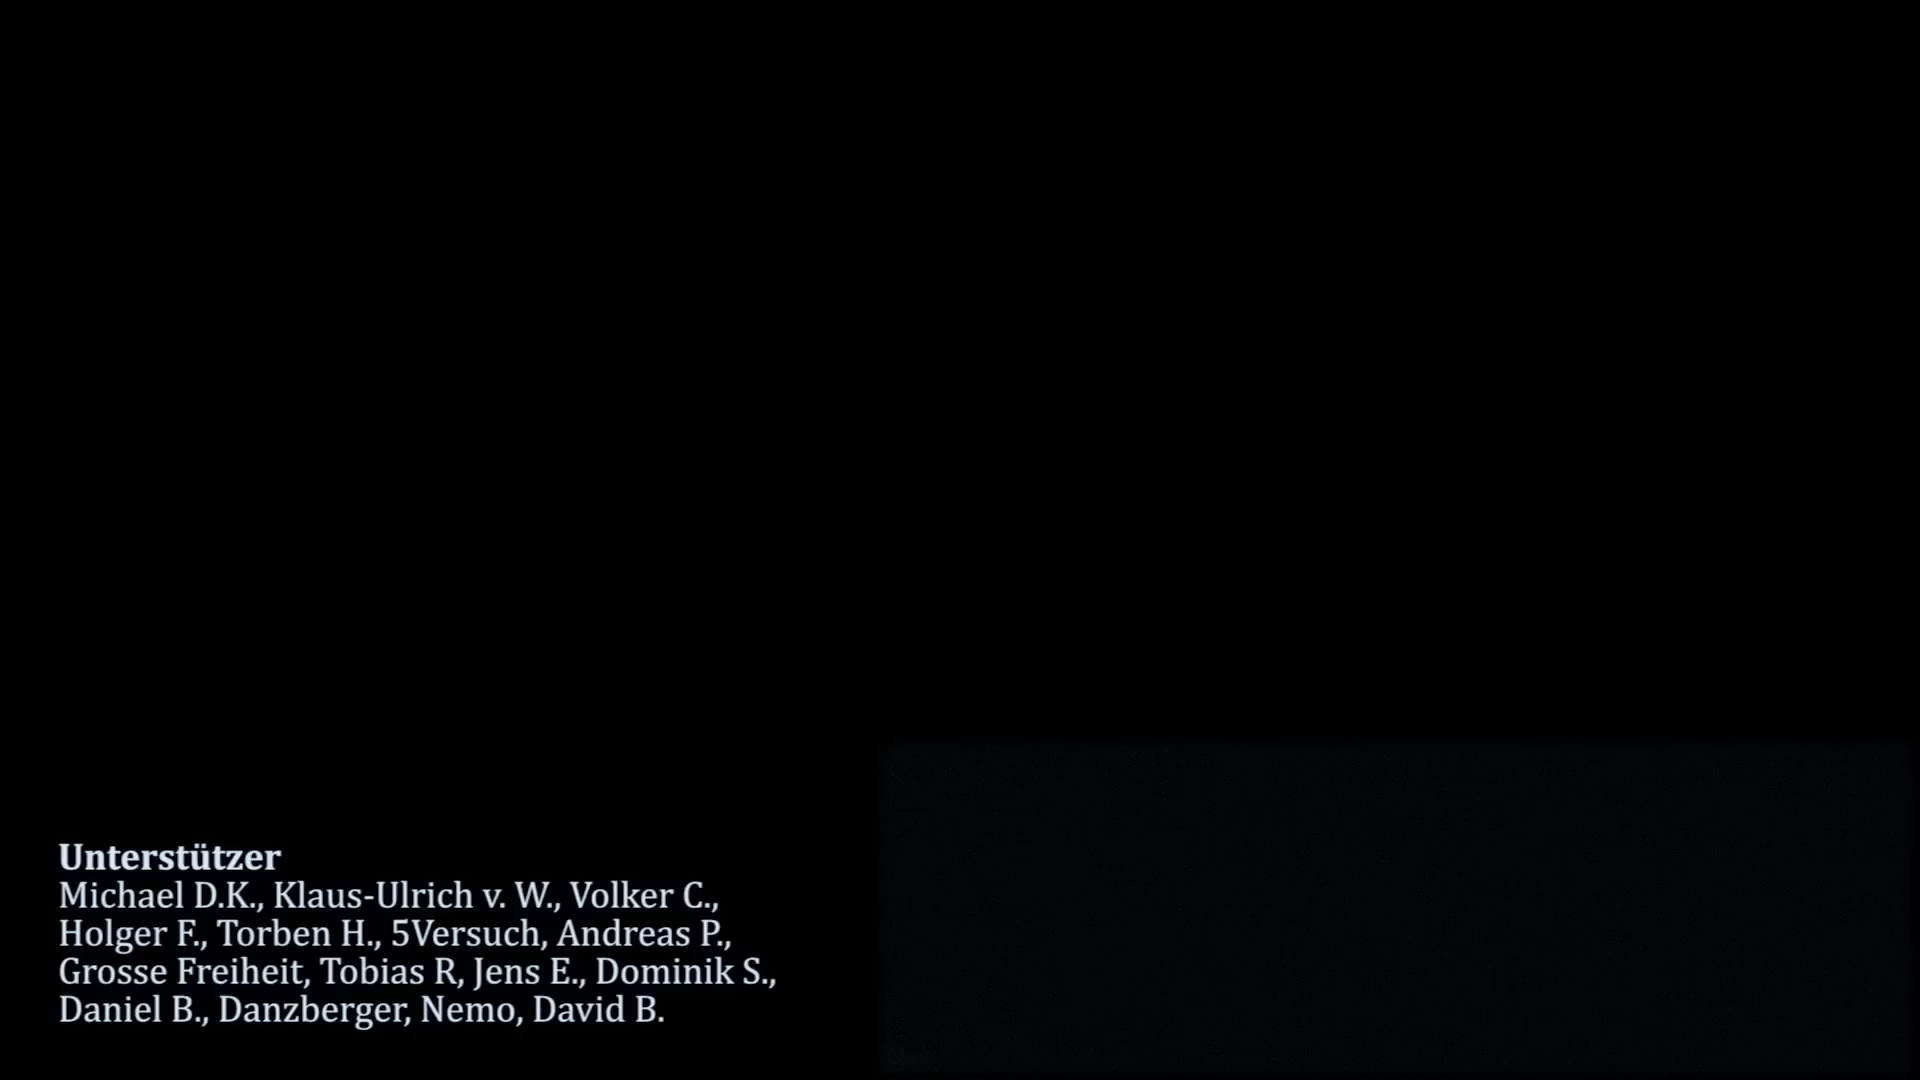 Unterstützer
Michael D.K., Klaus-Ulrich v. W., Volker C.,
Holger F., Torben H., 5Versuch, Andreas P.,
Grosse Freiheit, Tobias R, Jens E., Dominik S.,
Daniel B., Danzberger, Nemo, David B.